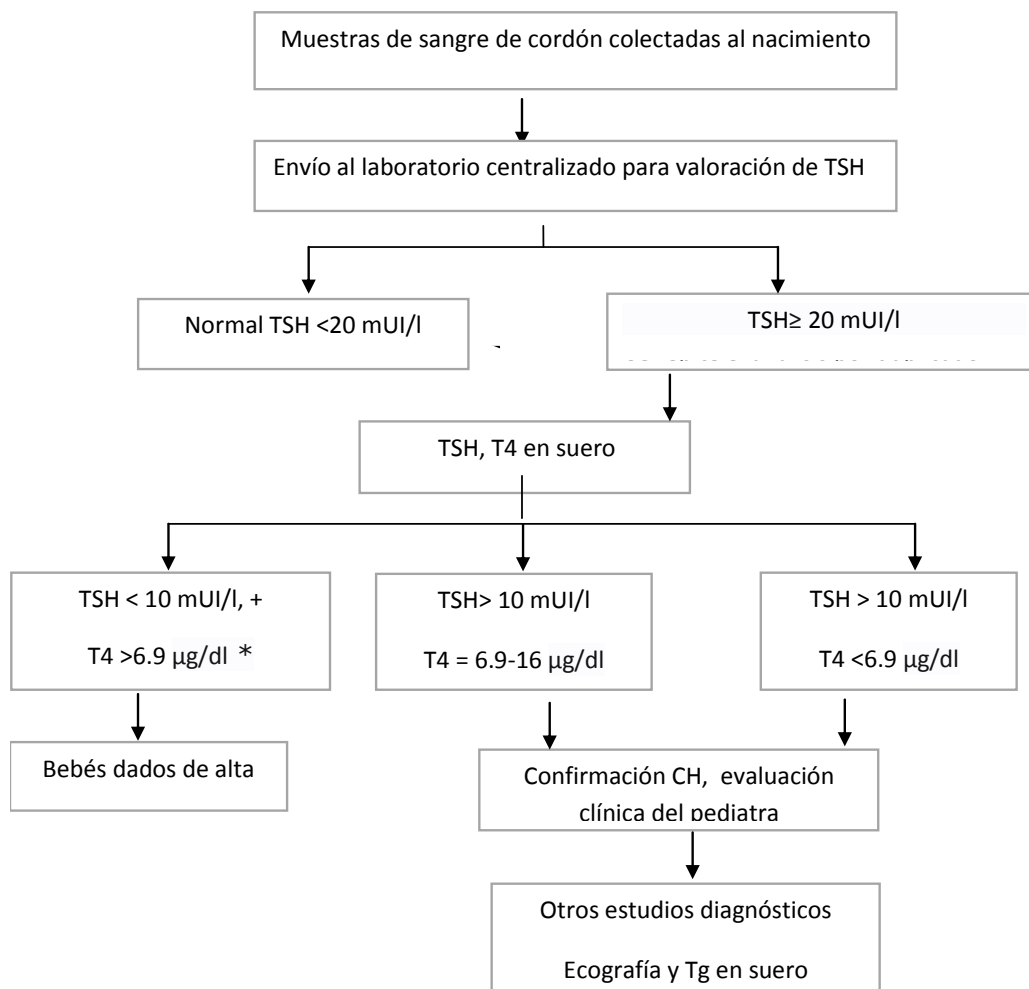 Muestras de sangre de cordón colectadas al nacimiento
Envío al laboratorio centralizado para valoración de TSH
Normal TSH <20 mUI/l
TSH≥ 20 mUI/l
TSH, T4 en suero
TSH < 10 mUI/l, +
T4 >6.9 µg/dl *
TSH> 10 mUI/l
T4 = 6.9-16 µg/dl
TSH > 10 mUI/l
T4 <6.9 µg/dl
Bebés dados de alta
Confirmación CH, evaluación
clínica del pediatra
Otros estudios diagnósticos
Ecografía y Tg en suero